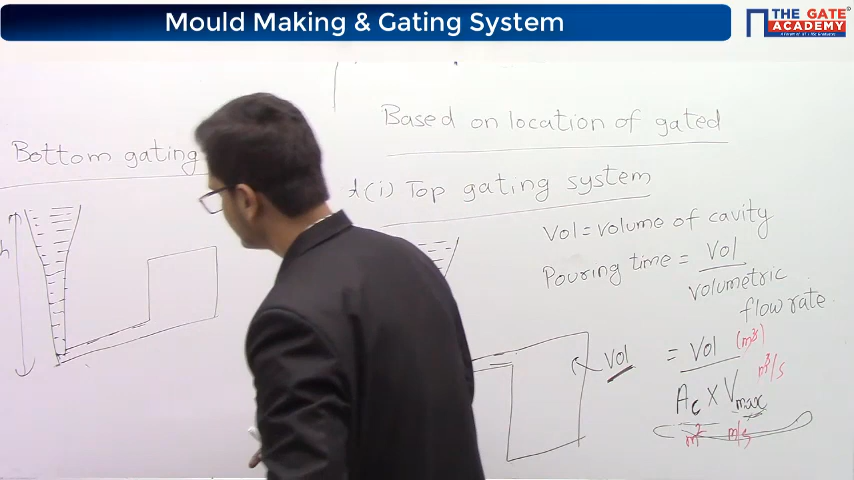 Mould Making & Gating System
THE GATE
ACADEMY
Based on location of gated
Bottom gating
(i) Top gating system
Vol = volume of cavity
Pouring time = Vol
volumetric
flow rate
h
Vol
= Vol (m³)
m³/s
Ac x Vmax
m² m/s